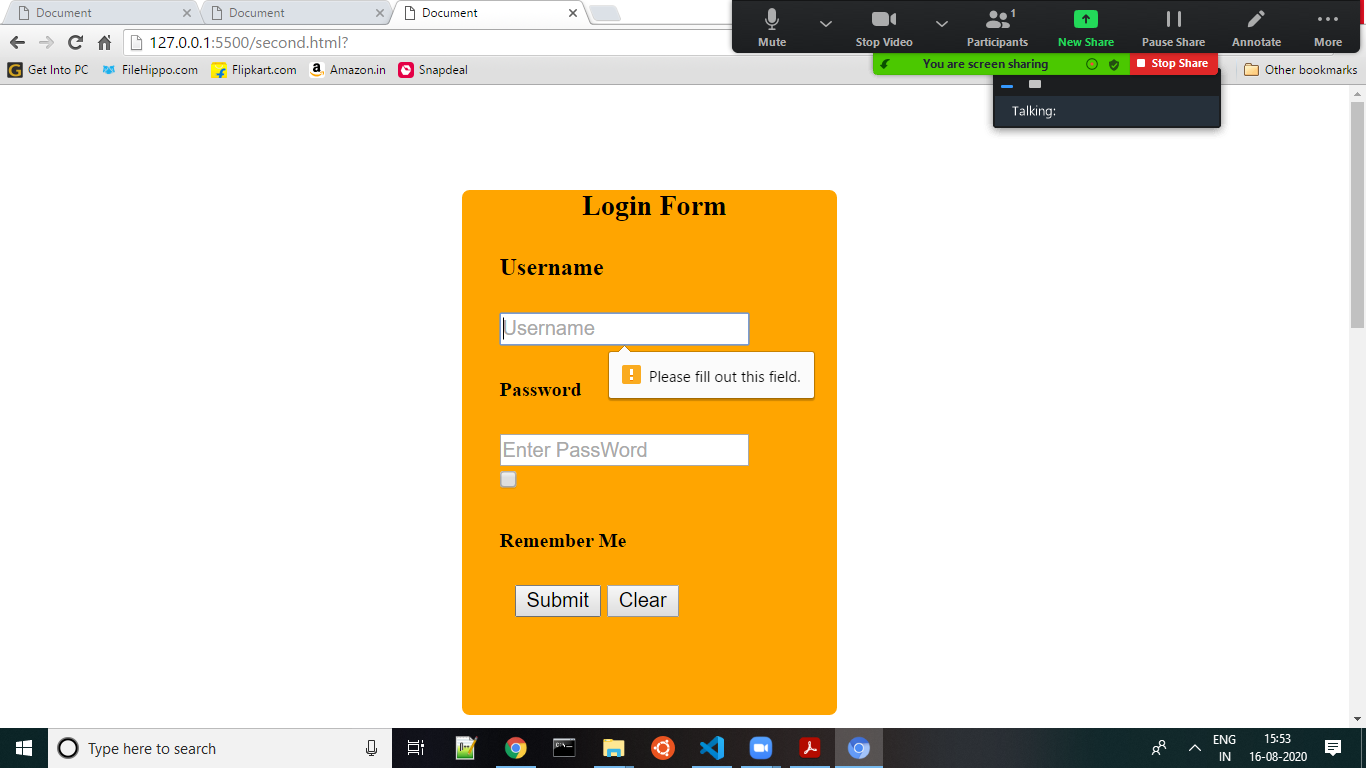 Document
Document
Document
127.0.0.1:5500/second.html?
Mute
Stop Video
Participants
1
New Share
Pause Share
Annotate
More
You are screen sharing
Stop Share
Get Into PC
FileHippo.com
Flipkart.com
Amazon.in
Snapdeal
Other bookmarks
Talking:
Login Form
Username
Username
Please fill out this field.
Password
Enter PassWord
Remember Me
Submit Clear
Type here to search
ENG
IN
15:53
16-08-2020